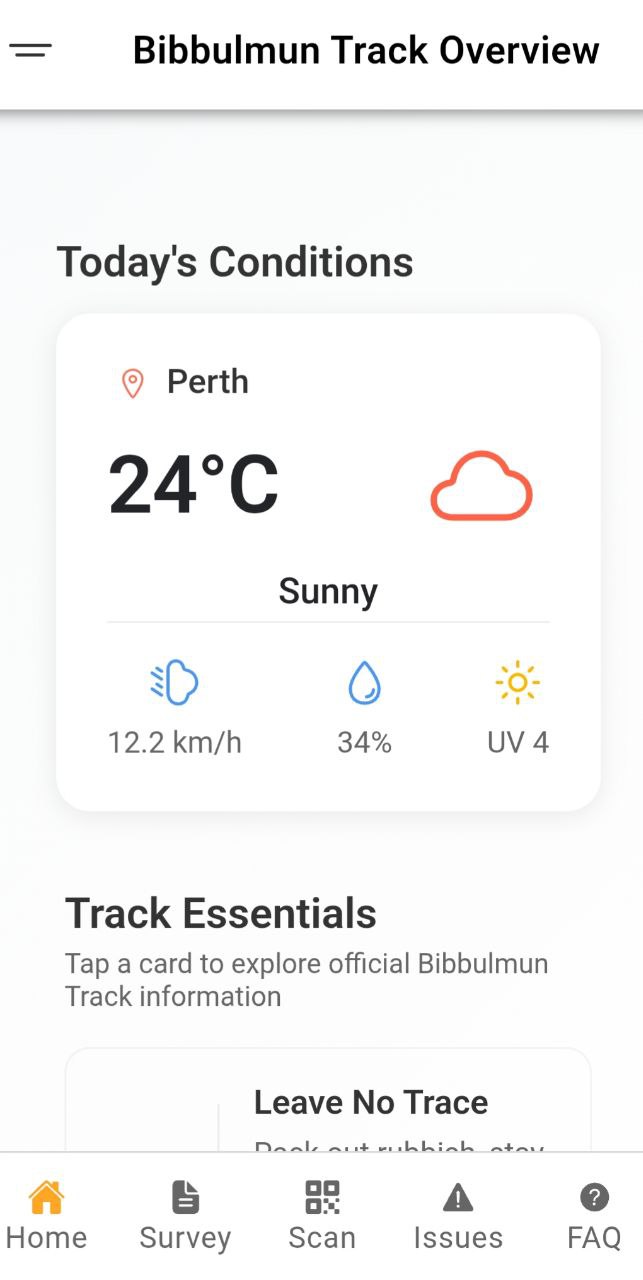 Bibbulmun Track Overview
Today's Conditions
Perth
24°C
Sunny
12.2 km/h
34%
UV 4
Track Essentials
Tap a card to explore official Bibbulmun
Track information
Leave No Trace
Pack out rubbish, stay
Home
Survey
Scan
Issues
FAQ